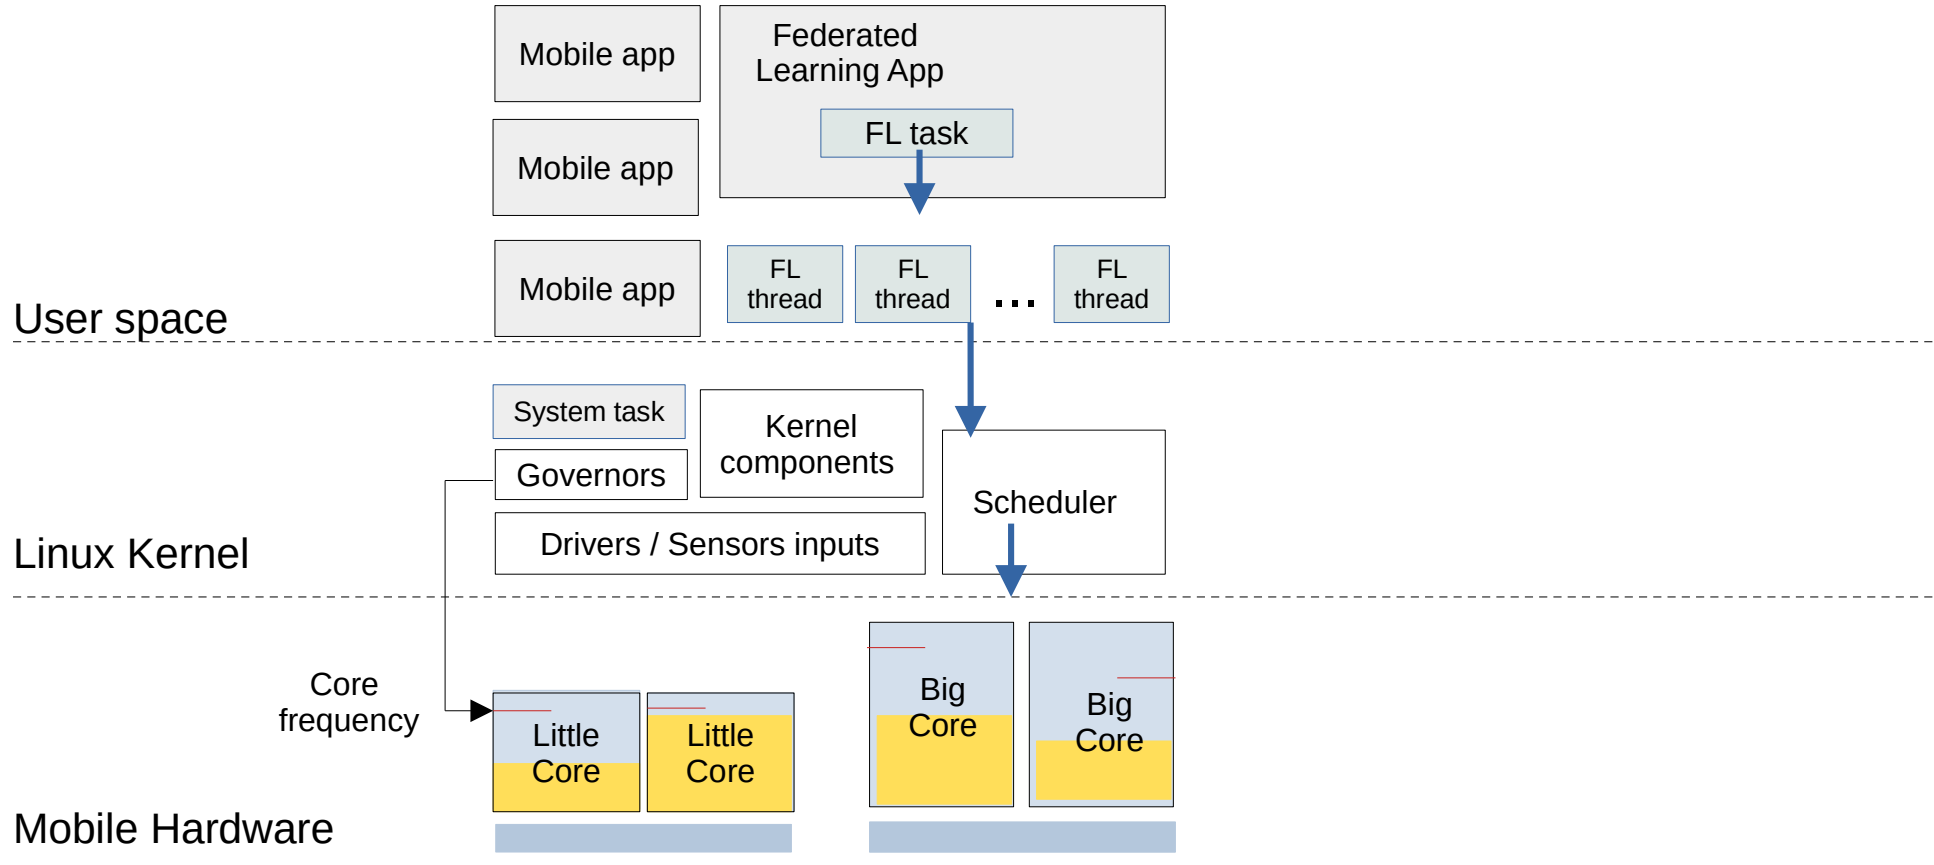 Mobile app
Federated
Learning App
FL task
Mobile app
Mobile app
FL
thread
FL
thread
...
FL
thread
User space
System task
Kernel
components
Governors
Scheduler
Drivers / Sensors inputs
Linux Kernel
Core
frequency
Little
Core
Little
Core
Big
Core
Big
Core
Mobile Hardware